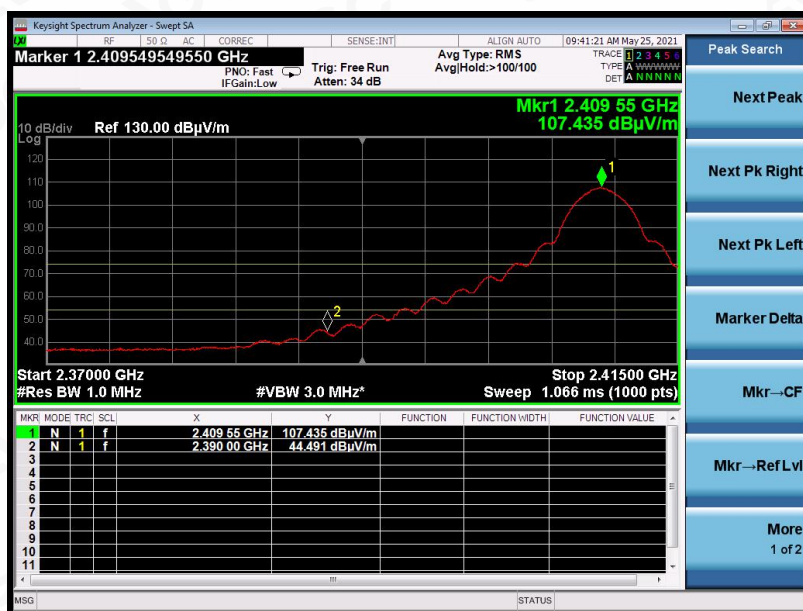 Keysight Spectrum Analyzer - Swept SA
LXI RF 50 Ω AC CORREC SENSE:INT ALIGN AUTO 09:41:21 AM May 25, 2021
Marker 1 2.409549549550 GHz
PNO: Fast
IFGain:Low
Trig: Free Run
Atten: 34 dB
Avg Type: RMS
Avg|Hold:>100/100
TRACE 1 2 3 4 5 6
TYPE A WWWWW
DET A N N N N N
Peak Search
Mkr1 2.409 55 GHz
107.435 dBµV/m
10 dB/div Ref 130.00 dBµV/m
Log
120
110
100
90.0
80.0
70.0
60.0
50.0
40.0
1
2
Start 2.37000 GHz Stop 2.41500 GHz
#Res BW 1.0 MHz #VBW 3.0 MHz* Sweep 1.066 ms (1000 pts)
MKR MODE TRC SCL X Y FUNCTION FUNCTION WIDTH FUNCTION VALUE
1 N 1 f 2.409 55 GHz 107.435 dBµV/m
2 N 1 f 2.390 00 GHz 44.491 dBµV/m
3
4
5
6
7
8
9
10
11
MSG STATUS
Next Peak
Next Pk Right
Next Pk Left
Marker Delta
Mkr→CF
Mkr→Ref Lvl
More
1 of 2